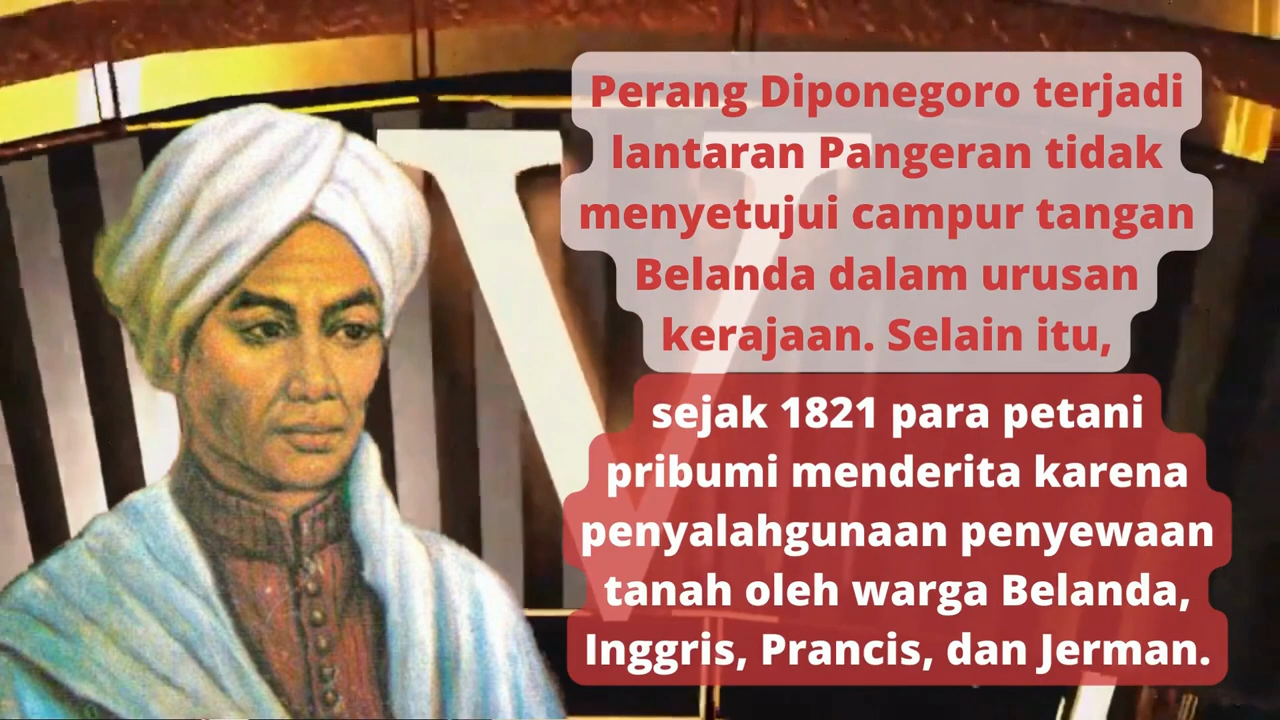 Perang Diponegoro terjadi
lantaran Pangeran tidak
menyetujui campur tangan
Belanda dalam urusan
kerajaan. Selain itu,
sejak 1821 para petani
pribumi menderita karena
penyalahgunaan penyewaan
tanah oleh warga Belanda,
Inggris, Prancis, dan Jerman.
V